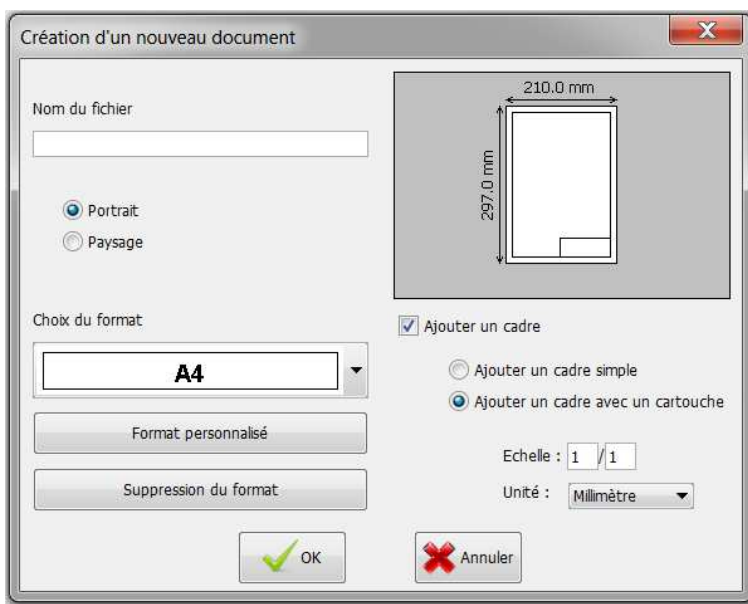 Création d'un nouveau document
Nom du fichier
Portrait
Paysage
Choix du format
A4
Format personnalisé
Suppression du format
210.0 mm
297.0 mm
Ajouter un cadre
Ajouter un cadre simple
Ajouter un cadre avec un cartouche
Echelle : 1 /1
Unité : Millimètre
OK
Annuler